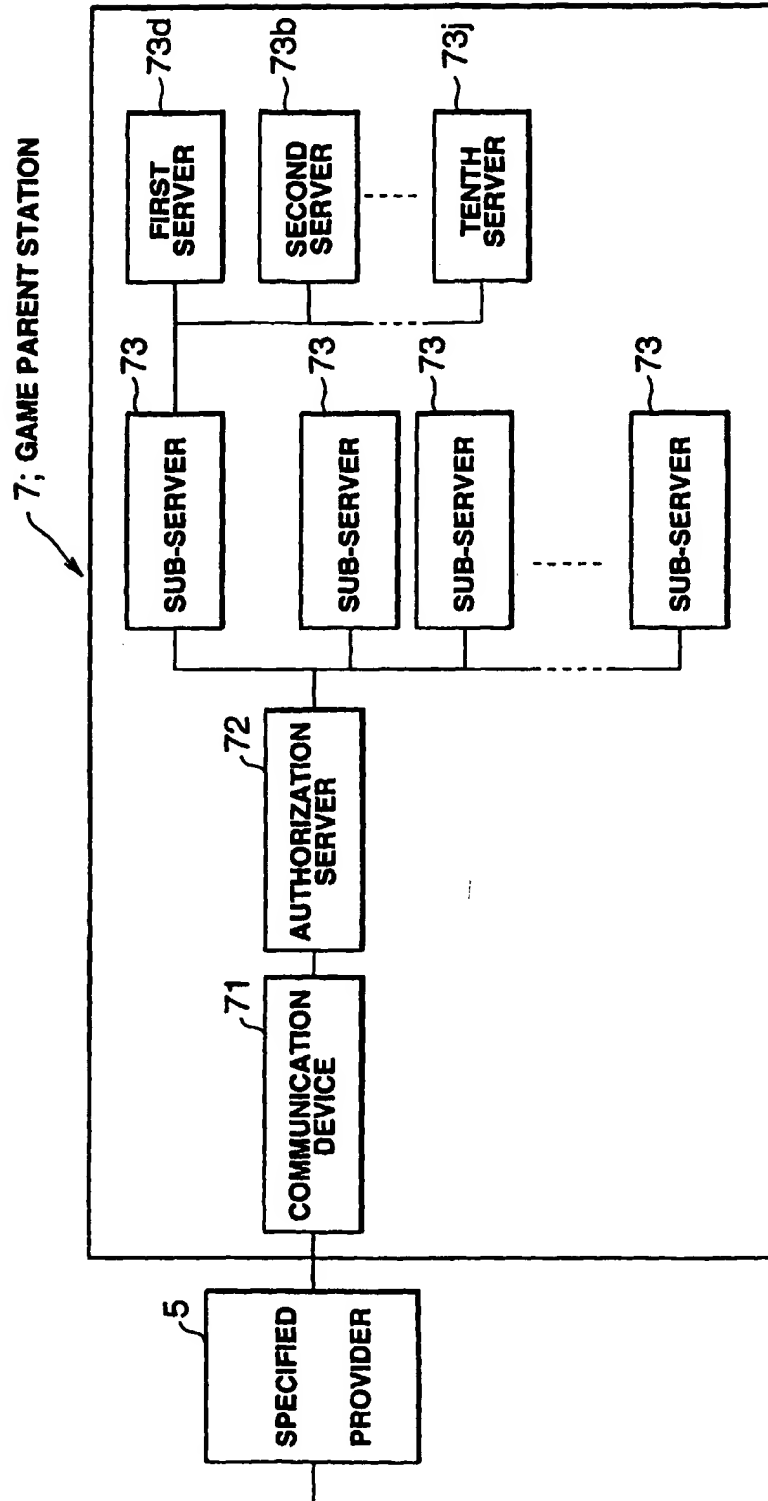 7; GAME PARENT STATION
5
SPECIFIED
PROVIDER
71
COMMUNICATION
DEVICE
72
AUTHORIZATION
SERVER
73
SUB-SERVER
73
SUB-SERVER
73
SUB-SERVER
73
SUB-SERVER
73d
FIRST
SERVER
73b
SECOND
SERVER
73j
TENTH
SERVER